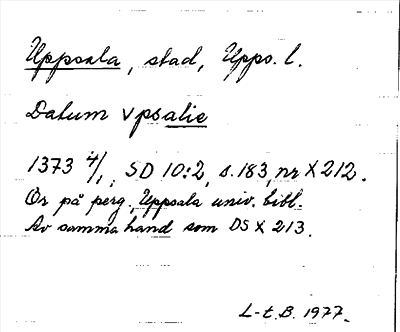 Uppsala, stad, Upps. l.
Datum Vpsalie
1373 4/1, SD 10:2, s. 183, nr X 212.
Or på perg., Uppsala univ. bibl.
Av samma hand som DS X 213.
L-t. B. 1977.